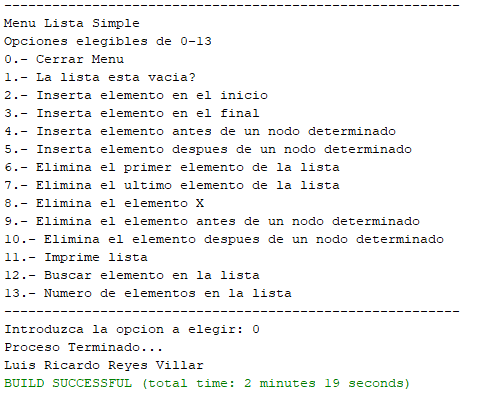 ---------------------------------------------------------
Menu Lista Simple
Opciones elegibles de 0-13
0.- Cerrar Menu
1.- La lista esta vacia?
2.- Inserta elemento en el inicio
3.- Inserta elemento en el final
4.- Inserta elemento antes de un nodo determinado
5.- Inserta elemento despues de un nodo determinado
6.- Elimina el primer elemento de la lista
7.- Elimina el ultimo elemento de la lista
8.- Elimina el elemento X
9.- Elimina el elemento antes de un nodo determinado
10.- Elimina el elemento despues de un nodo determinado
11.- Imprime lista
12.- Buscar elemento en la lista
13.- Numero de elementos en la lista
---------------------------------------------------------
Introduzca la opcion a elegir: 0
Proceso Terminado...
Luis Ricardo Reyes Villar
BUILD SUCCESSFUL (total time: 2 minutes 19 seconds)